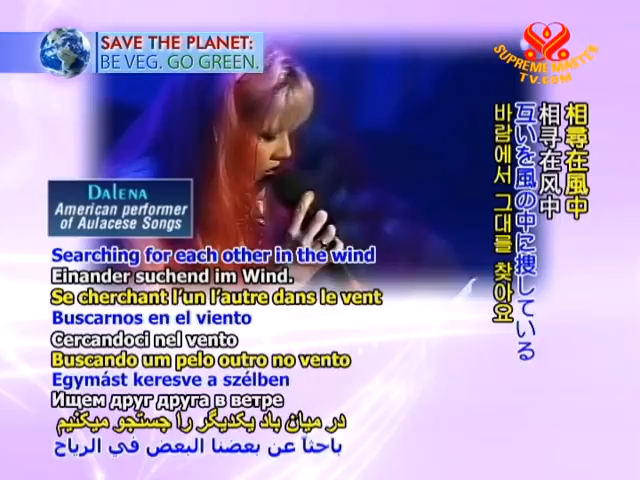 SAVE THE PLANET:
BE VEG. GO GREEN.
SUPREME MASTER
TV.COM
相尋在風中
相寻在风中
互いを風の中に捜している
바람에서 그대를 찾아요
DALENA
American performer
of Aulacese Songs
Searching for each other in the wind
Einander suchend im Wind.
Se cherchant l'un l'autre dans le vent
Buscarnos en el viento
Cercandoci nel vento
Buscando um pelo outro no vento
Egymást keresve a szélben
Ищем друг друга в ветре
در میان باد یکدیگر را جستجو میکنیم
باحثاً عن بعضنا البعض في الرياح